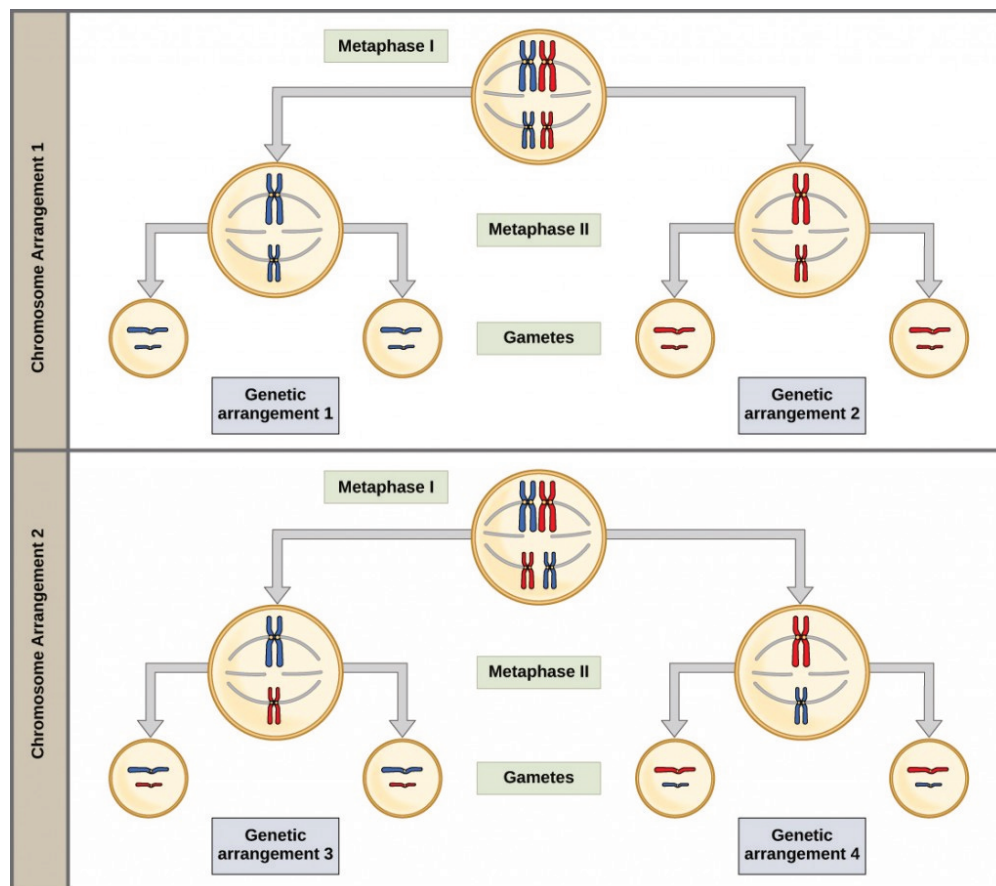 Chromosome Arrangement 1
Metaphase I
Metaphase II
Gametes
Genetic
arrangement 1
Genetic
arrangement 2
Chromosome Arrangement 2
Metaphase I
Metaphase II
Gametes
Genetic
arrangement 3
Genetic
arrangement 4